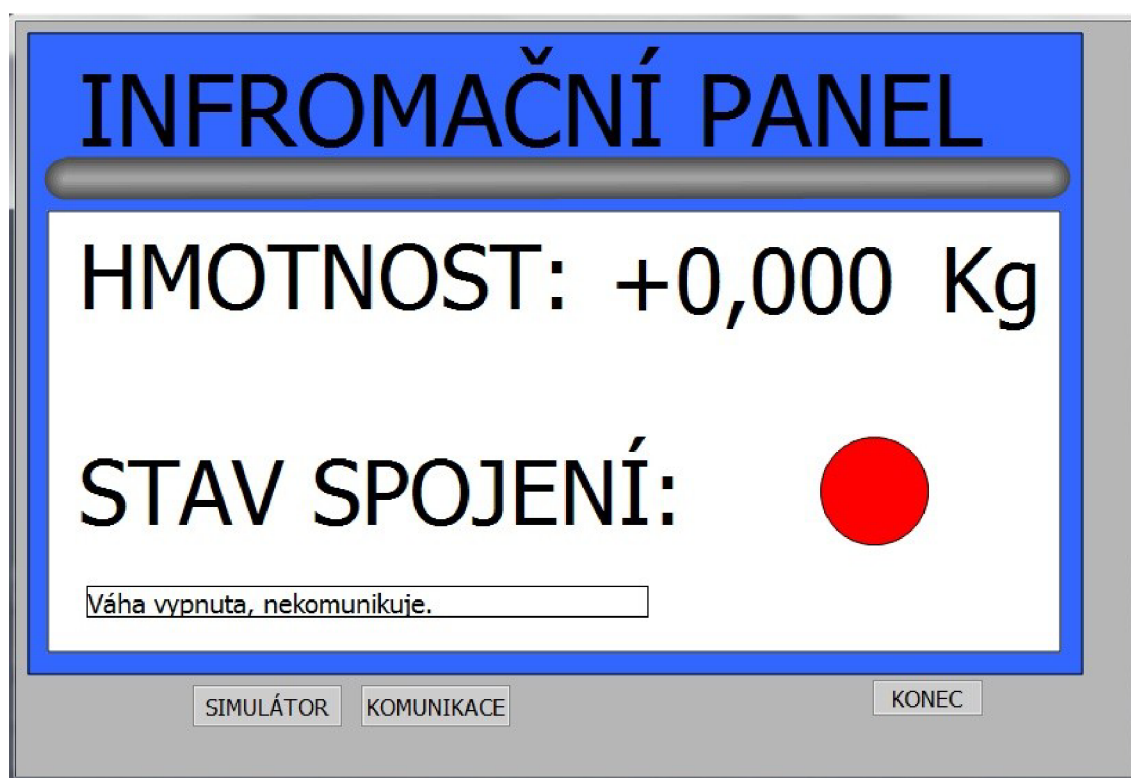 INFROMAČNÍ PANEL
HMOTNOST: +0,000 Kg
STAV SPOJENÍ:
Váha vypnuta, nekomunikuje.
SIMULÁTOR KOMUNIKACE KONEC